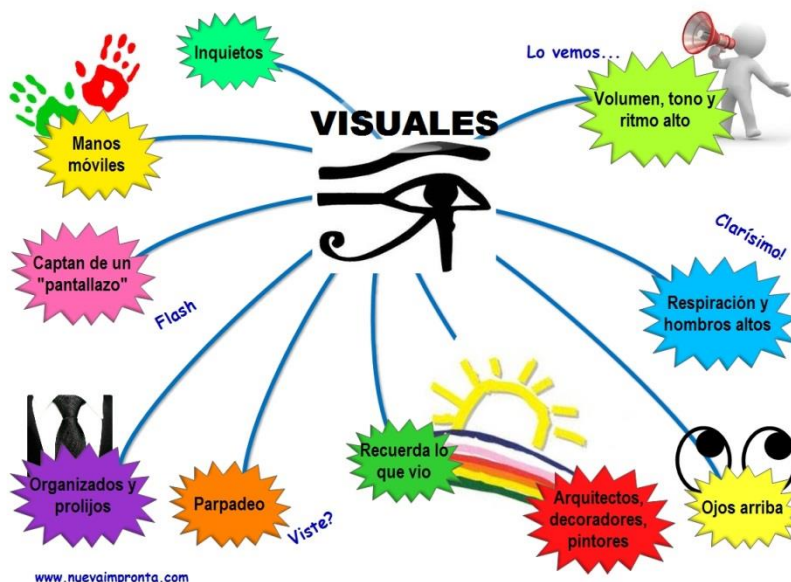 Inquietos
Lo vemos...
Volumen, tono y
ritmo alto
VISUALES
Manos
móviles
Captan de un
"pantallazo"
Flash
Clarísimo!
Respiración y
hombros altos
Organizados y
prolijos
Parpadeo
Viste?
Recuerda lo
que vio
Arquitectos,
decoradores,
pintores
Ojos arriba
www.nuevaimpronta.com